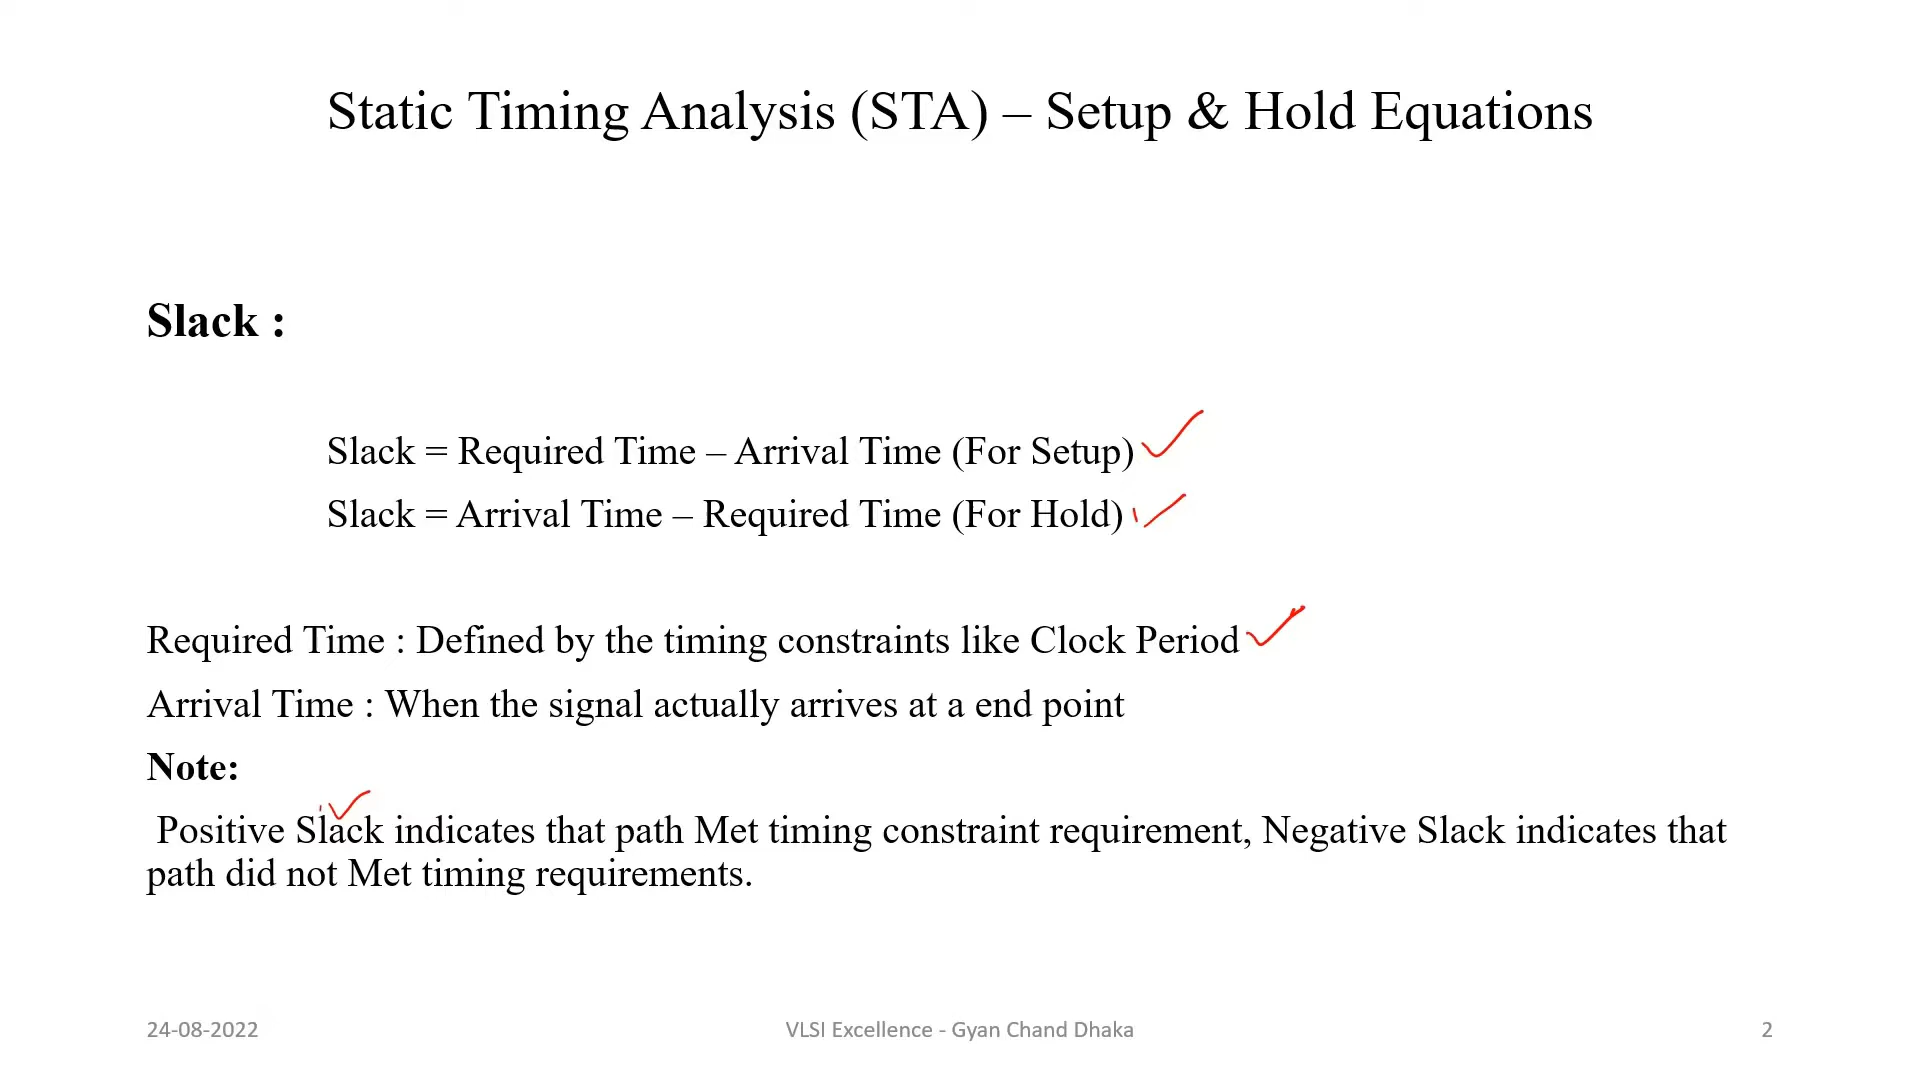 Static Timing Analysis (STA) – Setup & Hold Equations
Slack :
Slack = Required Time – Arrival Time (For Setup)
Slack = Arrival Time – Required Time (For Hold)
Required Time : Defined by the timing constraints like Clock Period
Arrival Time : When the signal actually arrives at a end point
Note:
Positive Slack indicates that path Met timing constraint requirement, Negative Slack indicates that
path did not Met timing requirements.
24-08-2022
VLSI Excellence - Gyan Chand Dhaka
2